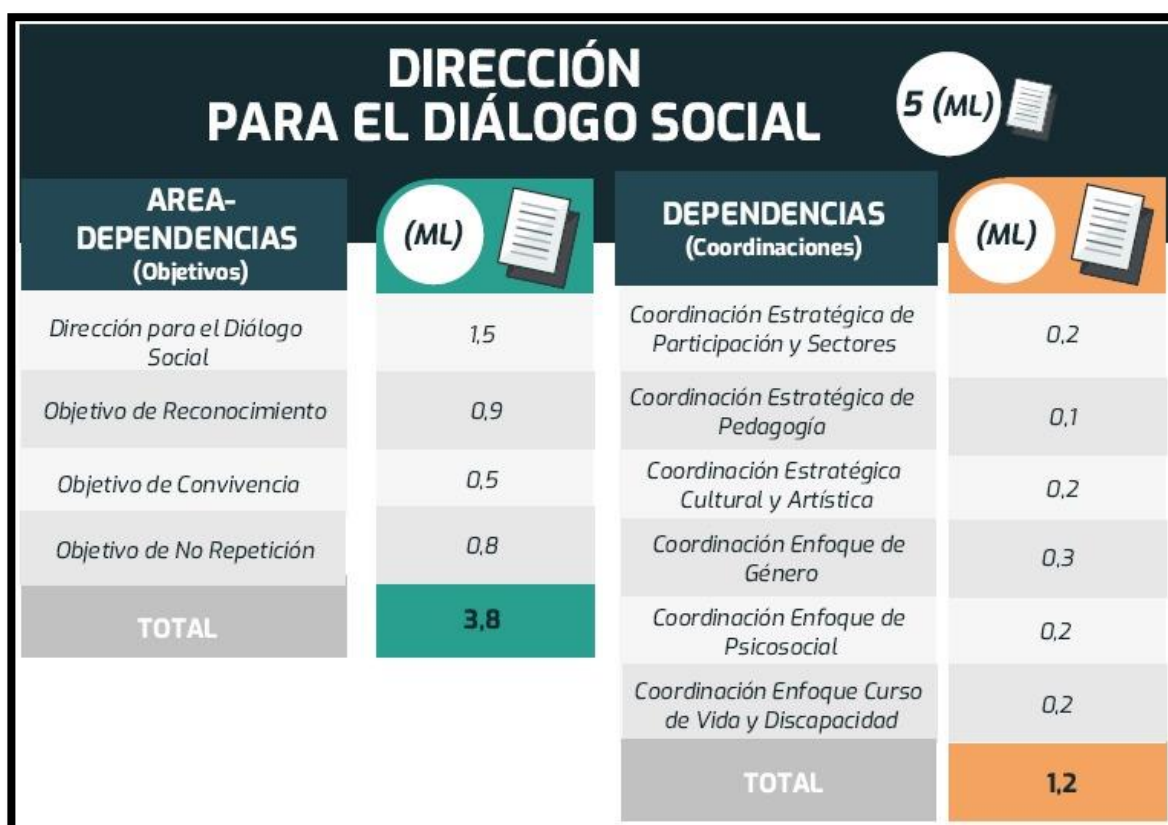 DIRECCIÓN
PARA EL DIÁLOGO SOCIAL
5 (ML)
AREA-
DEPENDENCIAS
(Objetivos)
(ML)
Dirección para el Diálogo
Social
1,5
Objetivo de Reconocimiento
0,9
Objetivo de Convivencia
0,5
Objetivo de No Repetición
0,8
TOTAL
3,8
DEPENDENCIAS
(Coordinaciones)
(ML)
Coordinación Estratégica de
Participación y Sectores
0,2
Coordinación Estratégica de
Pedagogía
0,1
Coordinación Estratégica
Cultural y Artística
0,2
Coordinación Enfoque de
Género
0,3
Coordinación Enfoque de
Psicosocial
0,2
Coordinación Enfoque Curso
de Vida y Discapacidad
0,2
TOTAL
1,2